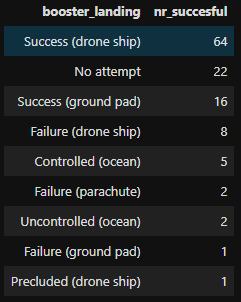 booster_landing nr_succesful
Success (drone ship) 64
No attempt 22
Success (ground pad) 16
Failure (drone ship) 8
Controlled (ocean) 5
Failure (parachute) 2
Uncontrolled (ocean) 2
Failure (ground pad) 1
Precluded (drone ship) 1